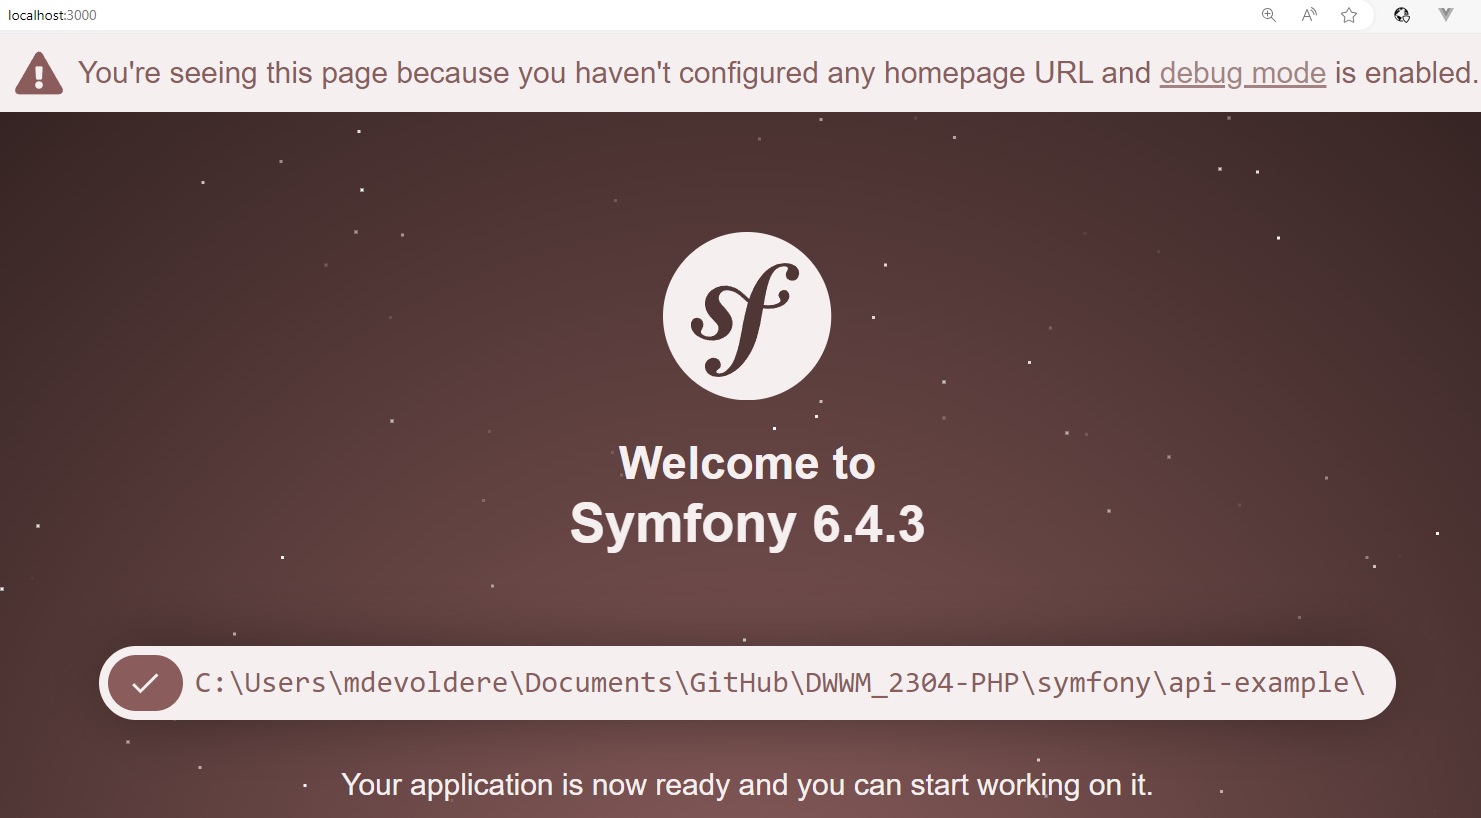 localhost:3000
You're seeing this page because you haven't configured any homepage URL and debug mode is enabled.
sf
Welcome to
Symfony 6.4.3
C:\Users\mdevoldere\Documents\GitHub\DWWM_2304-PHP\symfony\api-example\
Your application is now ready and you can start working on it.